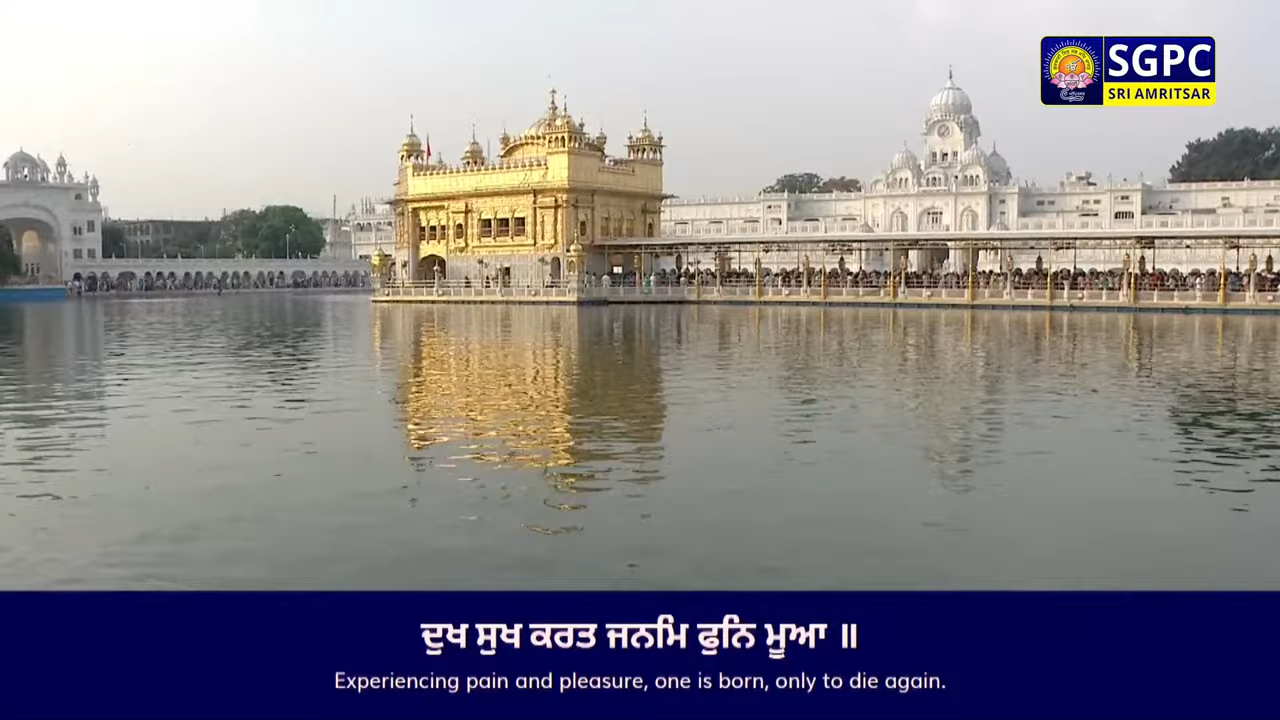 SGPC
SRI AMRITSAR
ਦੁਖ ਸੁਖ ਕਰਤ ਜਨਮਿ ਫੁਨਿ ਮੂਆ ॥
Experiencing pain and pleasure, one is born, only to die again.